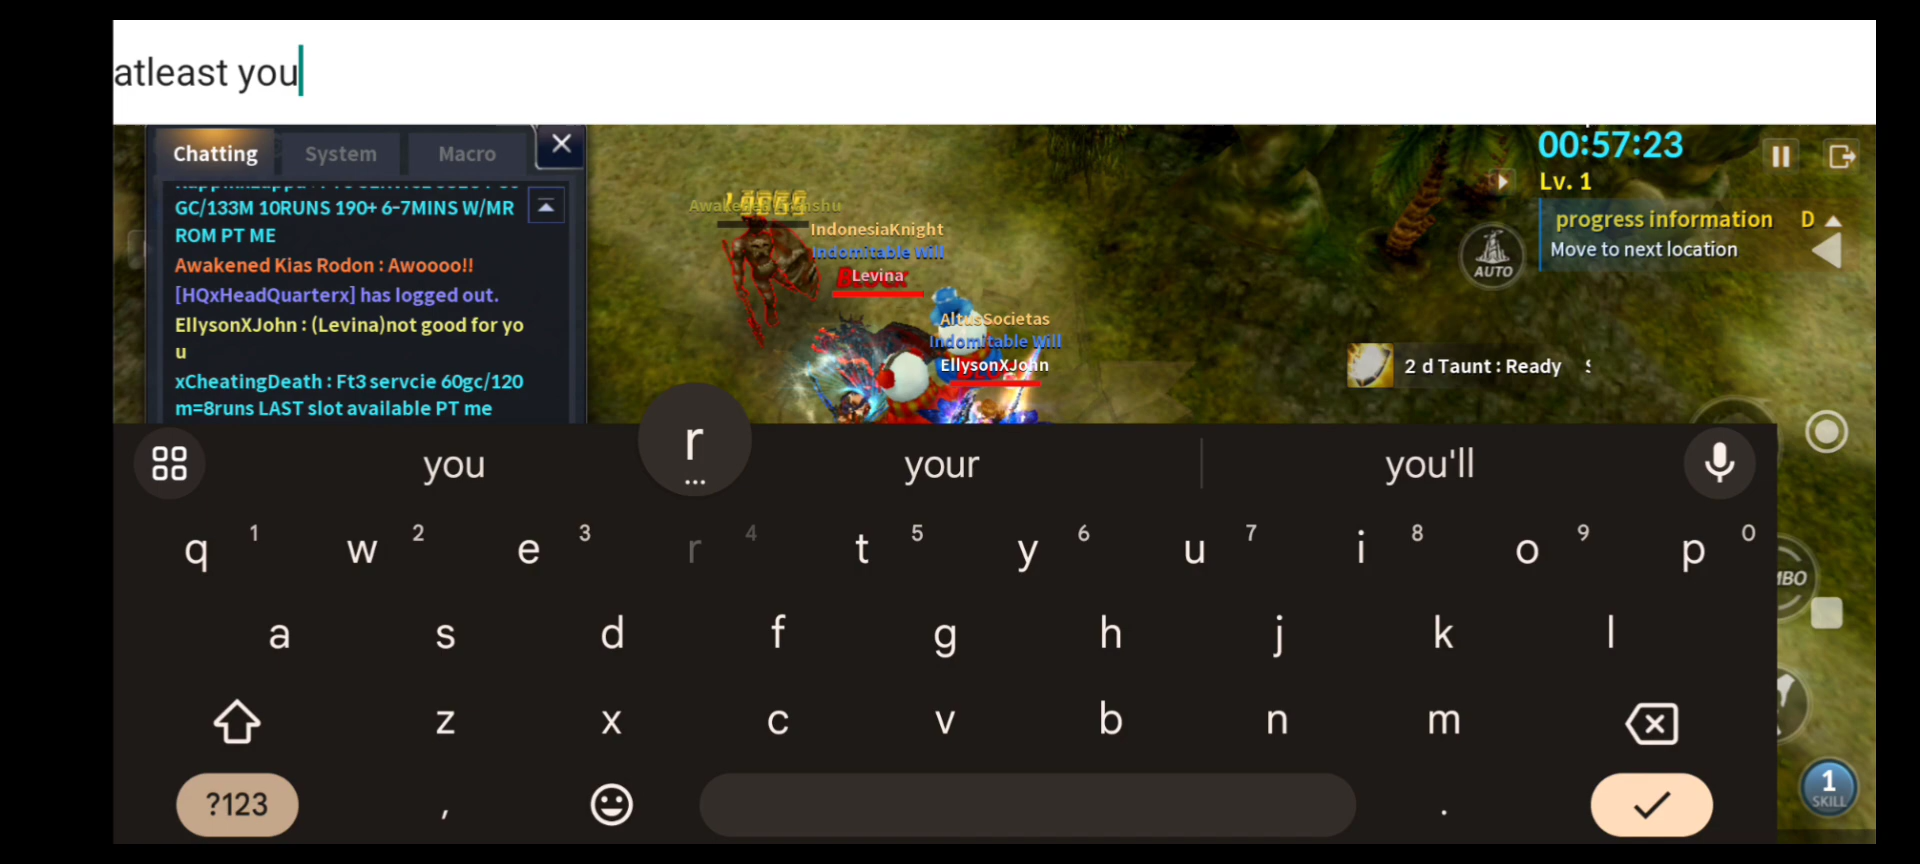 atleast you
Chatting System Macro
GC/133M 10RUNS 190+ 6-7MINS W/MR
ROM PT ME
Awakened Kias Rodon : Awoooo!!
[HQxHeadQuarterx] has logged out.
EllysonXJohn : (Levina)not good for yo
u
xCheatingDeath : Ft3 servcie 60gc/120
m=8runs LAST slot available PT me
IndonesiaKnight
Indomitable Will
Levina
AltusSocietas
Indomitable Will
EllysonXJohn
00:57:23
Lv. 1
progress information D
Move to next location
AUTO
2 d Taunt : Ready
r
...
you your you'll
q 1 w 2 e 3 r 4 t 5 y 6 u 7 i 8 o 9 p 0
a s d f g h j k l
z x c v b n m
?123 , .
1
SKILL